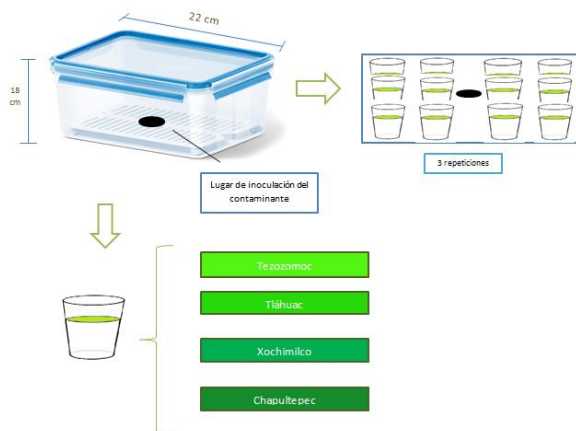 22 cm
18
cm
Lugar de inoculación del
contaminante
3 repeticiones
Tezozomoc
Tláhuac
Xochimilco
Chapultepec